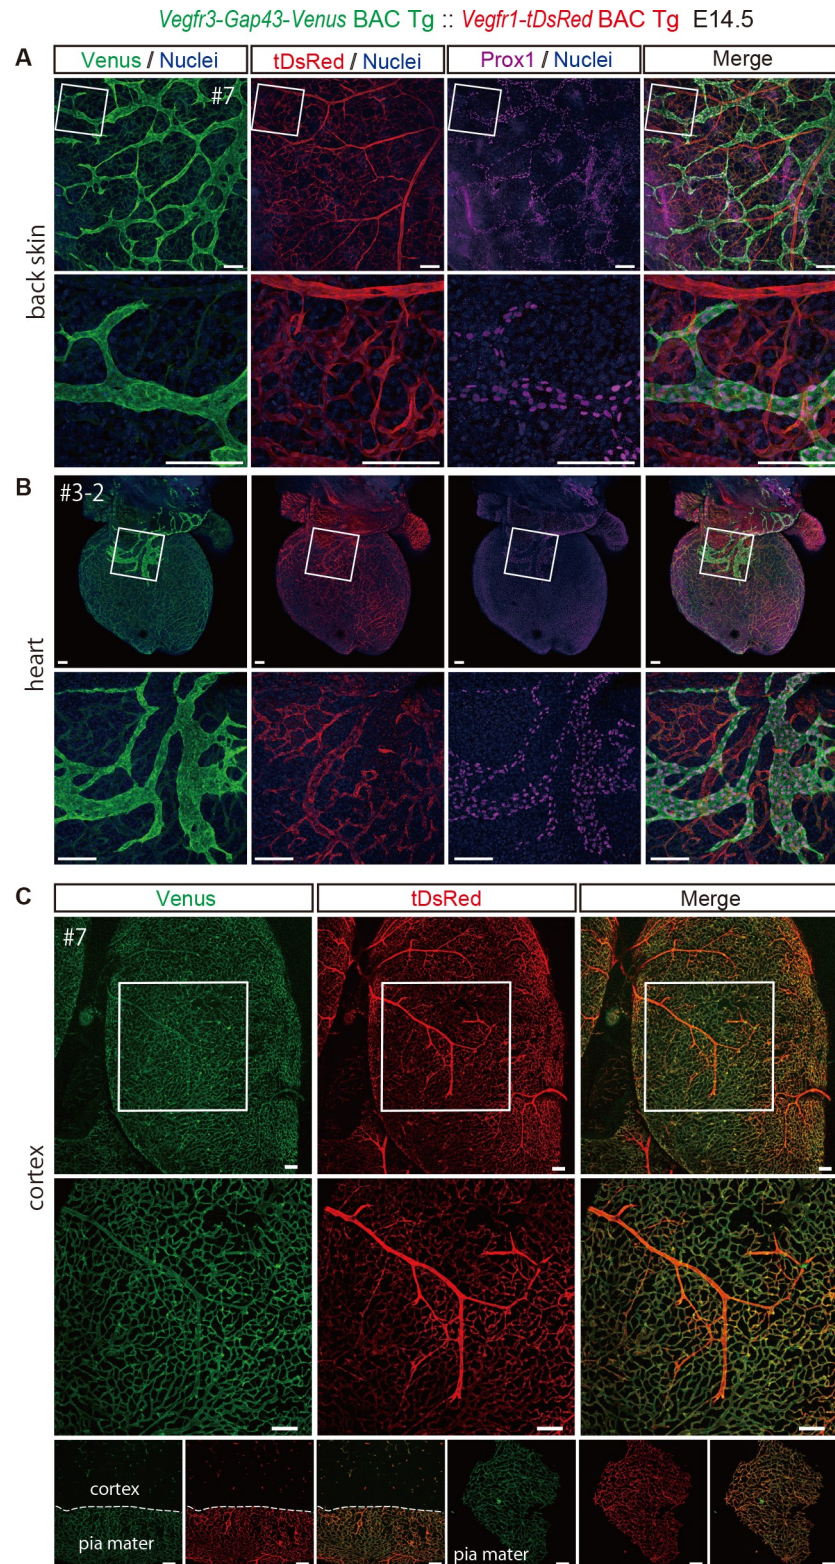 Vegfr3-Gap43-Venus BAC Tg :: Vegfr1-tDsRed BAC Tg E14.5
A
Venus / Nuclei
tDsRed / Nuclei
Prox1 / Nuclei
Merge
#7
back skin
B
#3-2
heart
C
Venus
tDsRed
Merge
#7
cortex
cortex
pia mater
pia mater